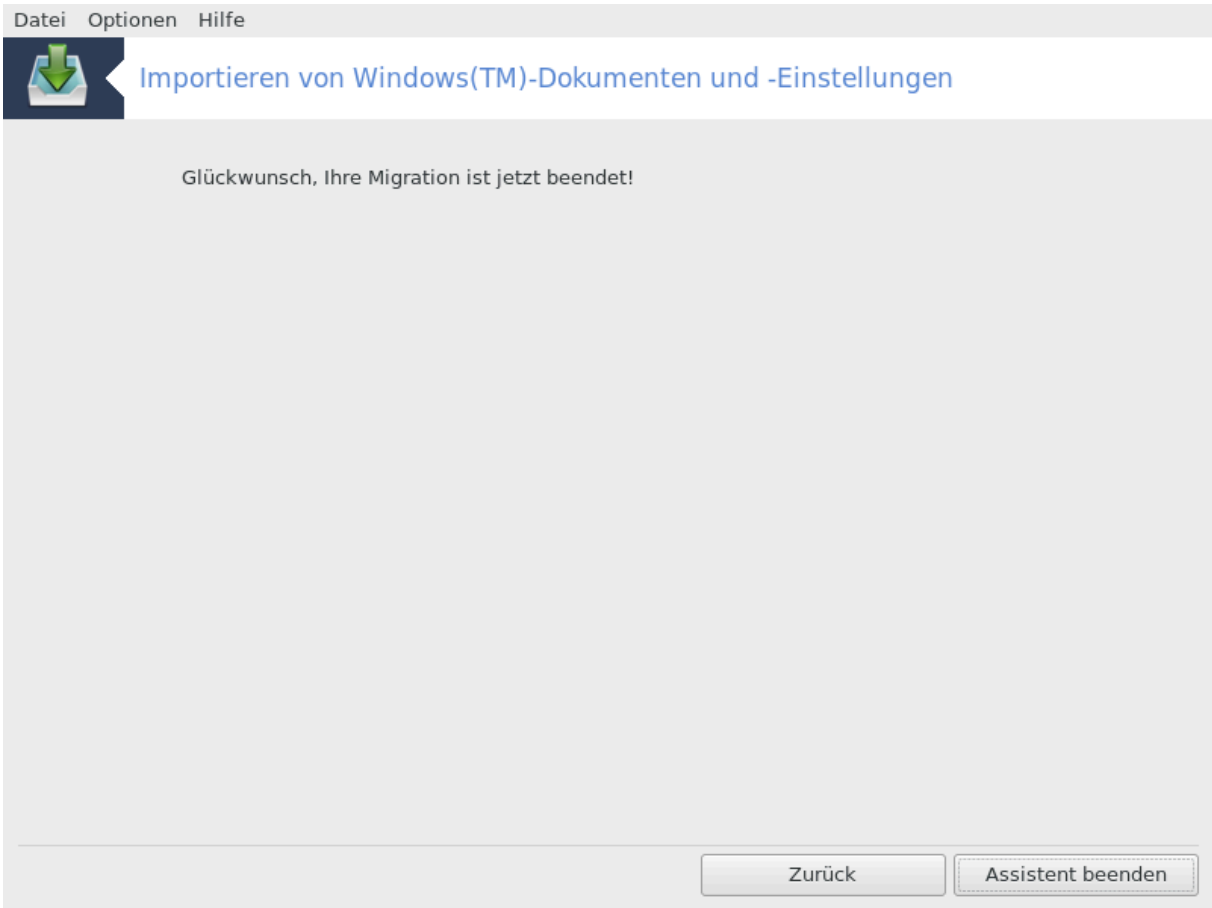 Datei Optionen Hilfe
Importieren von Windows(TM)-Dokumenten und -Einstellungen
Glückwunsch, Ihre Migration ist jetzt beendet!
Zurück Assistent beenden